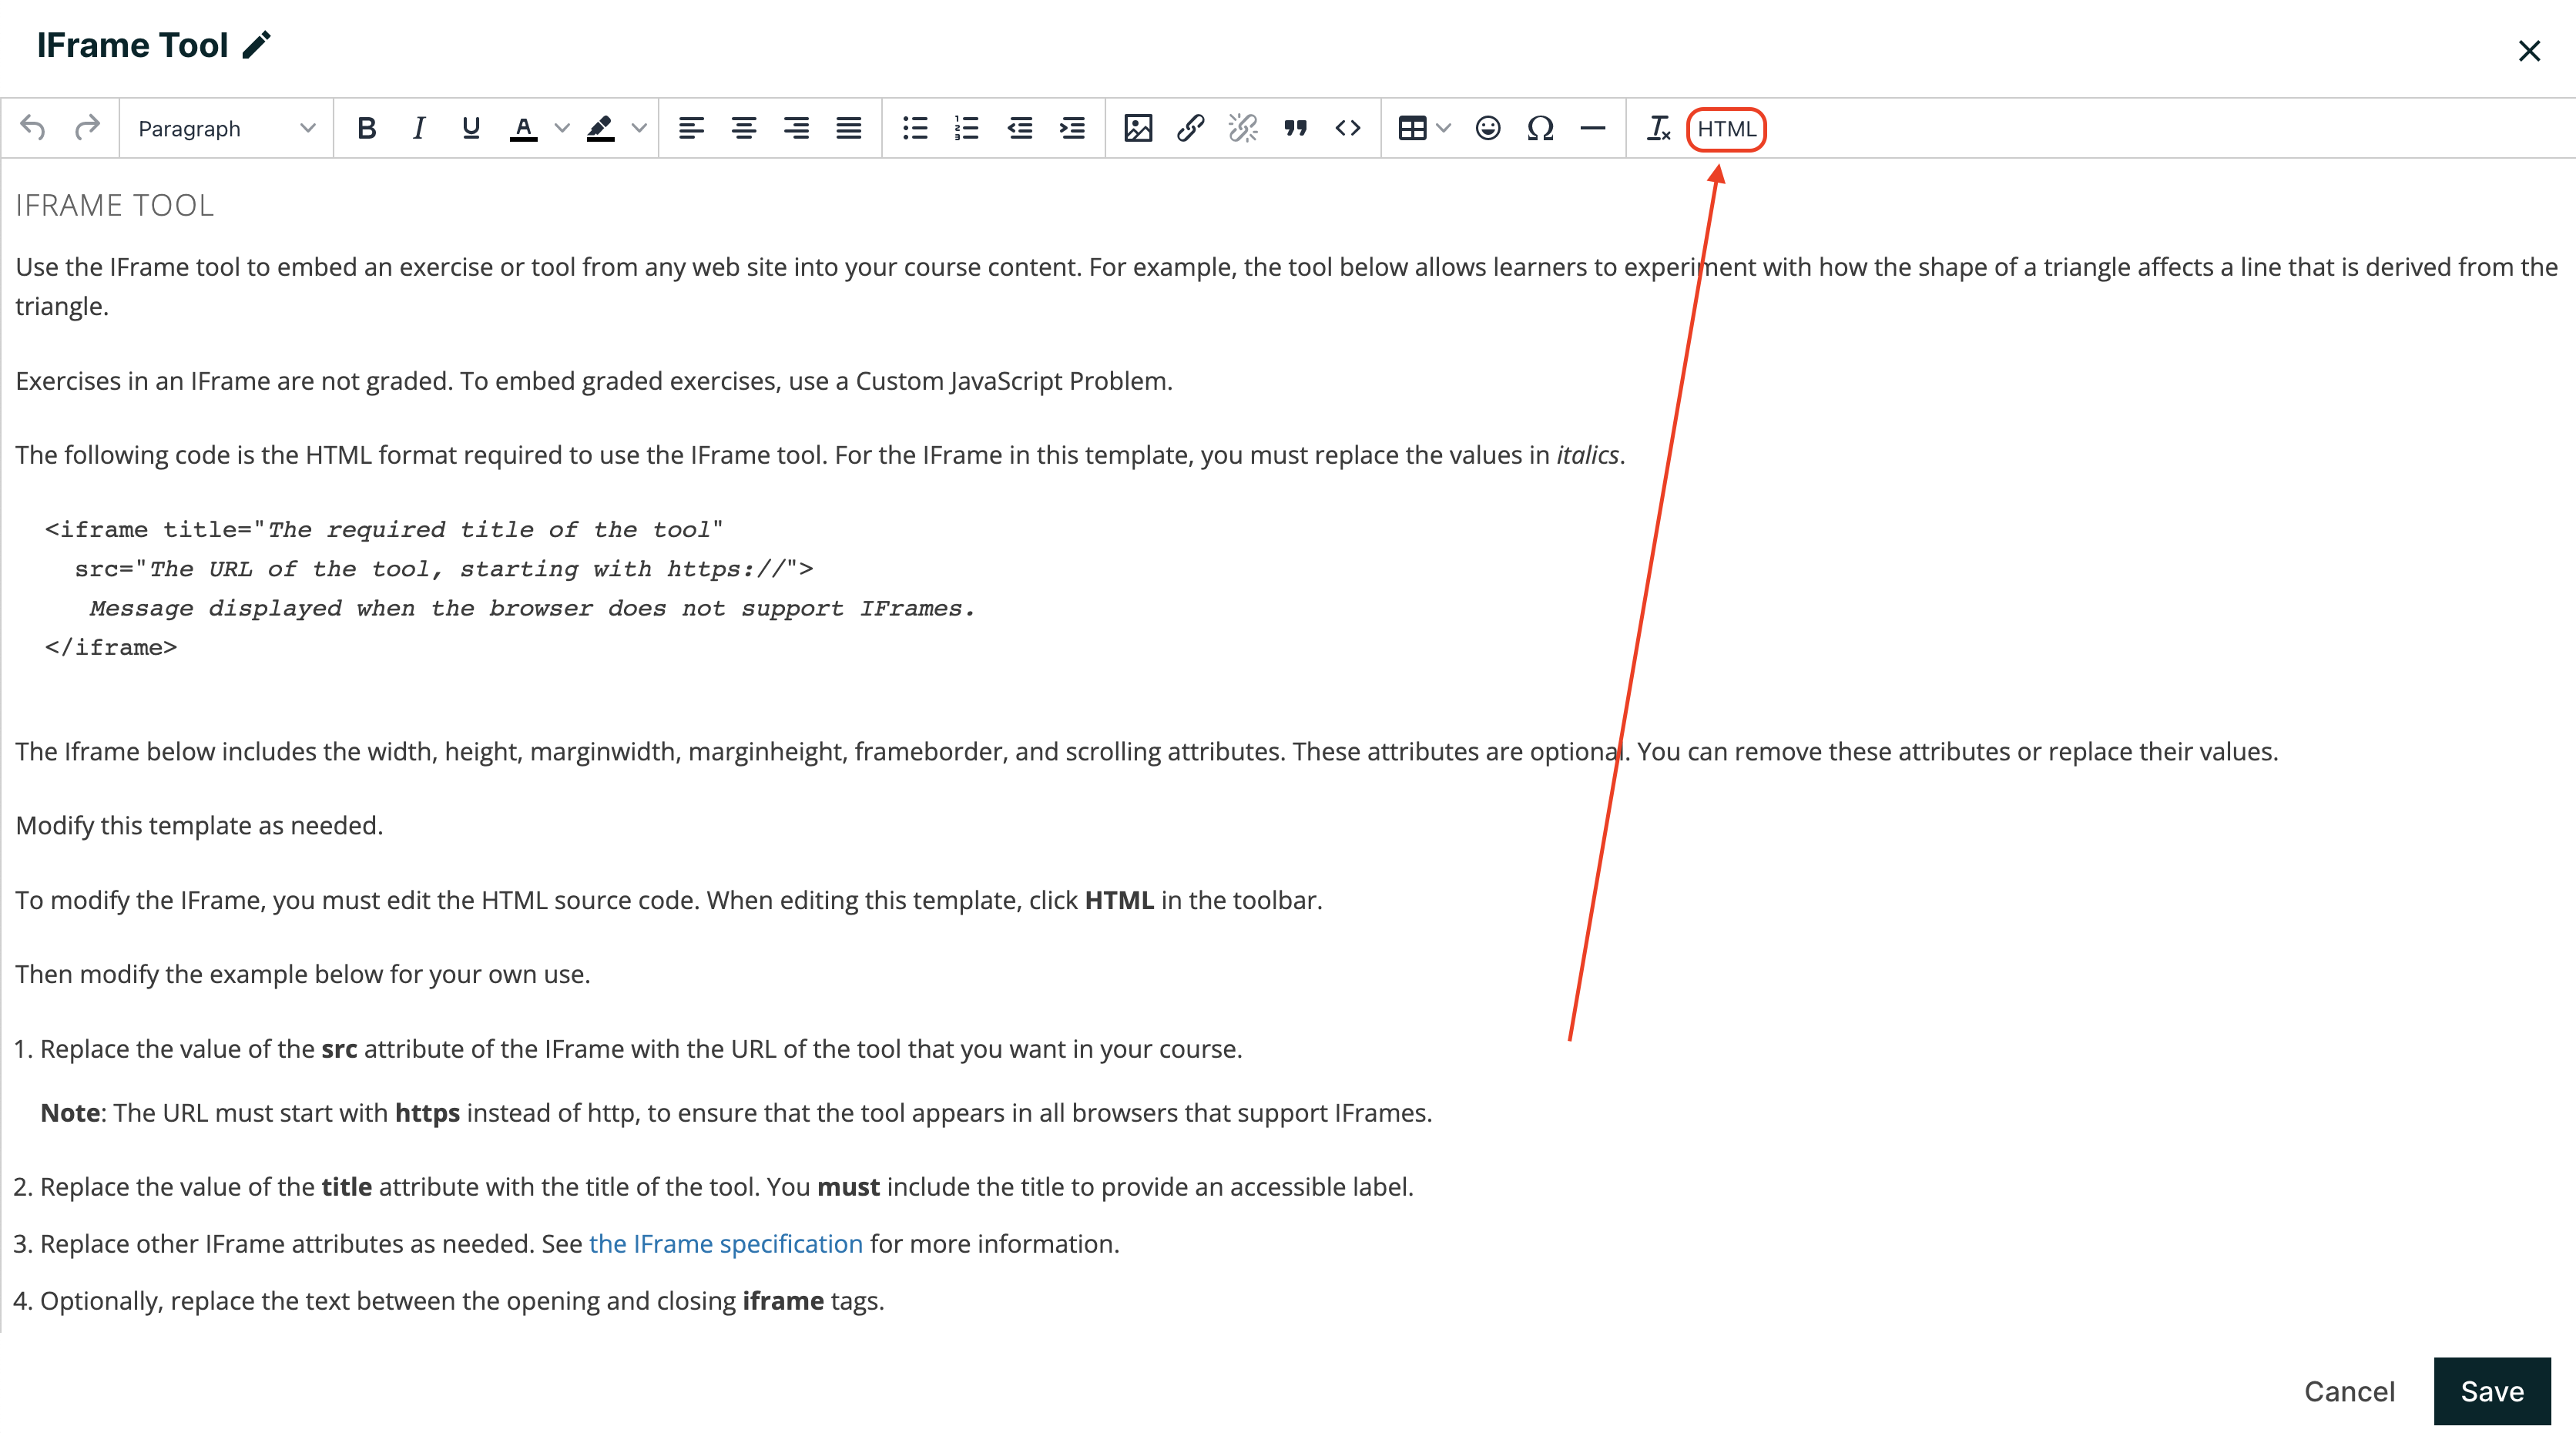 IFrame Tool
Paragraph
B I U A HTML
IFRAME TOOL
Use the IFrame tool to embed an exercise or tool from any web site into your course content. For example, the tool below allows learners to experiment with how the shape of a triangle affects a line that is derived from the
triangle.
Exercises in an IFrame are not graded. To embed graded exercises, use a Custom JavaScript Problem.
The following code is the HTML format required to use the IFrame tool. For the IFrame in this template, you must replace the values in italics.
<iframe title="The required title of the tool"
src="The URL of the tool, starting with https://">
Message displayed when the browser does not support IFrames.
</iframe>
The Iframe below includes the width, height, marginwidth, marginheight, frameborder, and scrolling attributes. These attributes are optional. You can remove these attributes or replace their values.
Modify this template as needed.
To modify the IFrame, you must edit the HTML source code. When editing this template, click HTML in the toolbar.
Then modify the example below for your own use.
1. Replace the value of the src attribute of the IFrame with the URL of the tool that you want in your course.
Note: The URL must start with https instead of http, to ensure that the tool appears in all browsers that support IFrames.
2. Replace the value of the title attribute with the title of the tool. You must include the title to provide an accessible label.
3. Replace other IFrame attributes as needed. See the IFrame specification for more information.
4. Optionally, replace the text between the opening and closing iframe tags.
Cancel Save